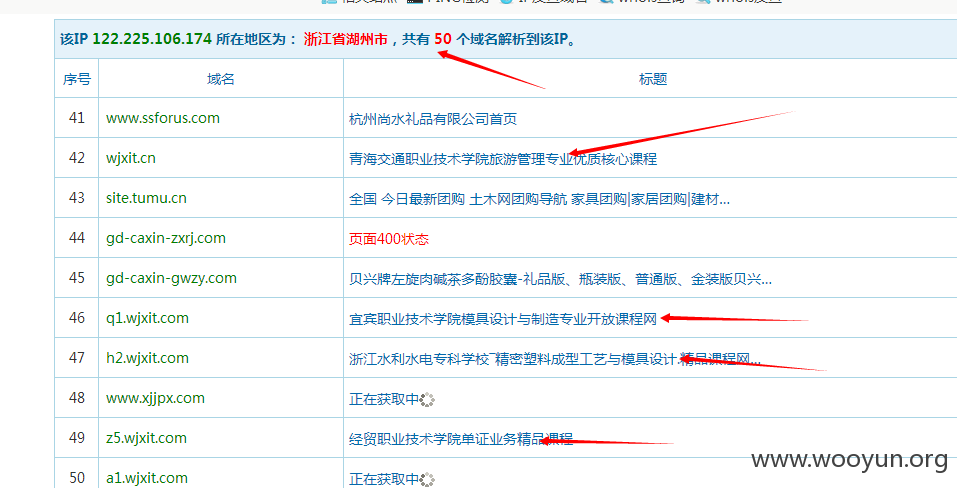 该IP 122.225.106.174 所在地区为： 浙江省湖州市，共有 50 个域名解析到该IP。
序号 域名 标题
41 www.ssforus.com 杭州尚水礼品有限公司首页
42 wjxit.cn 青海交通职业技术学院旅游管理专业优质核心课程
43 site.tumu.cn 全国 今日最新团购 土木网团购导航 家具团购|家居团购|建材...
44 gd-caxin-zxrj.com 页面400状态
45 gd-caxin-gwzy.com 贝兴牌左旋肉碱茶多酚胶囊-礼品版、瓶装版、普通版、金装版贝兴...
46 q1.wjxit.com 宜宾职业技术学院模具设计与制造专业开放课程网
47 h2.wjxit.com 浙江水利水电专科学校-精密塑料成型工艺与模具设计.精品课程网...
48 www.xjjpx.com 正在获取中
49 z5.wjxit.com 经贸职业技术学院单证业务精品课程
50 a1.wjxit.com 正在获取中
www.wooyun.org